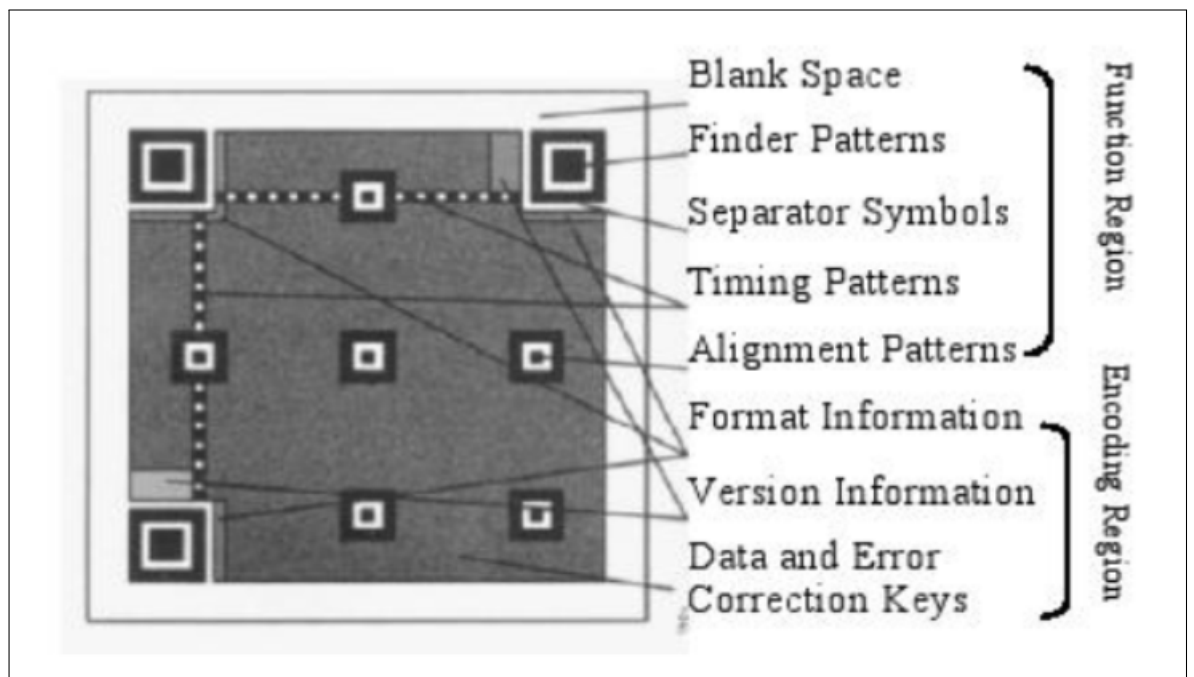 Blank Space
Finder Patterns
Separator Symbols
Timing Patterns
Alignment Patterns
Format Information
Version Information
Data and Error
Correction Keys
Function Region
Encoding Region